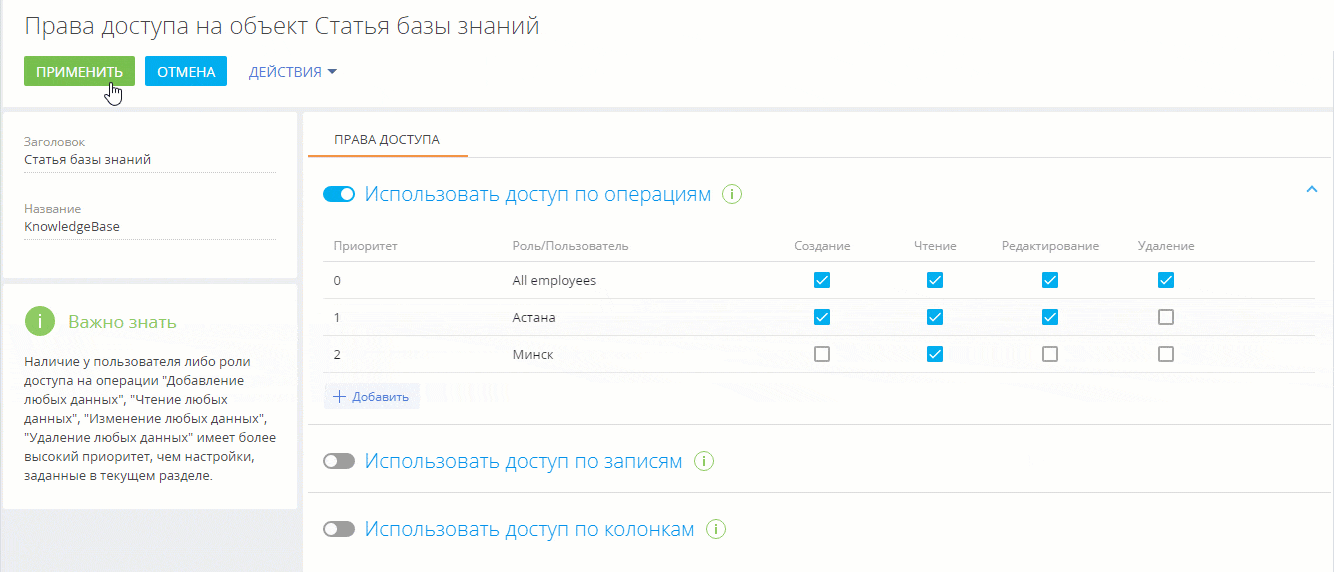 Права доступа на объект Статья базы знаний
ПРИМЕНИТЬ ОТМЕНА ДЕЙСТВИЯ
Заголовок
Статья базы знаний
Название
KnowledgeBase
Важно знать
Наличие у пользователя либо роли
доступа на операции "Добавление
любых данных", "Чтение любых
данных", "Изменение любых данных",
"Удаление любых данных" имеет более
высокий приоритет, чем настройки,
заданные в текущем разделе.
ПРАВА ДОСТУПА
Использовать доступ по операциям
Приоритет Роль/Пользователь Создание Чтение Редактирование Удаление
0 All employees
1 Астана
2 Минск
Добавить
Использовать доступ по записям
Использовать доступ по колонкам